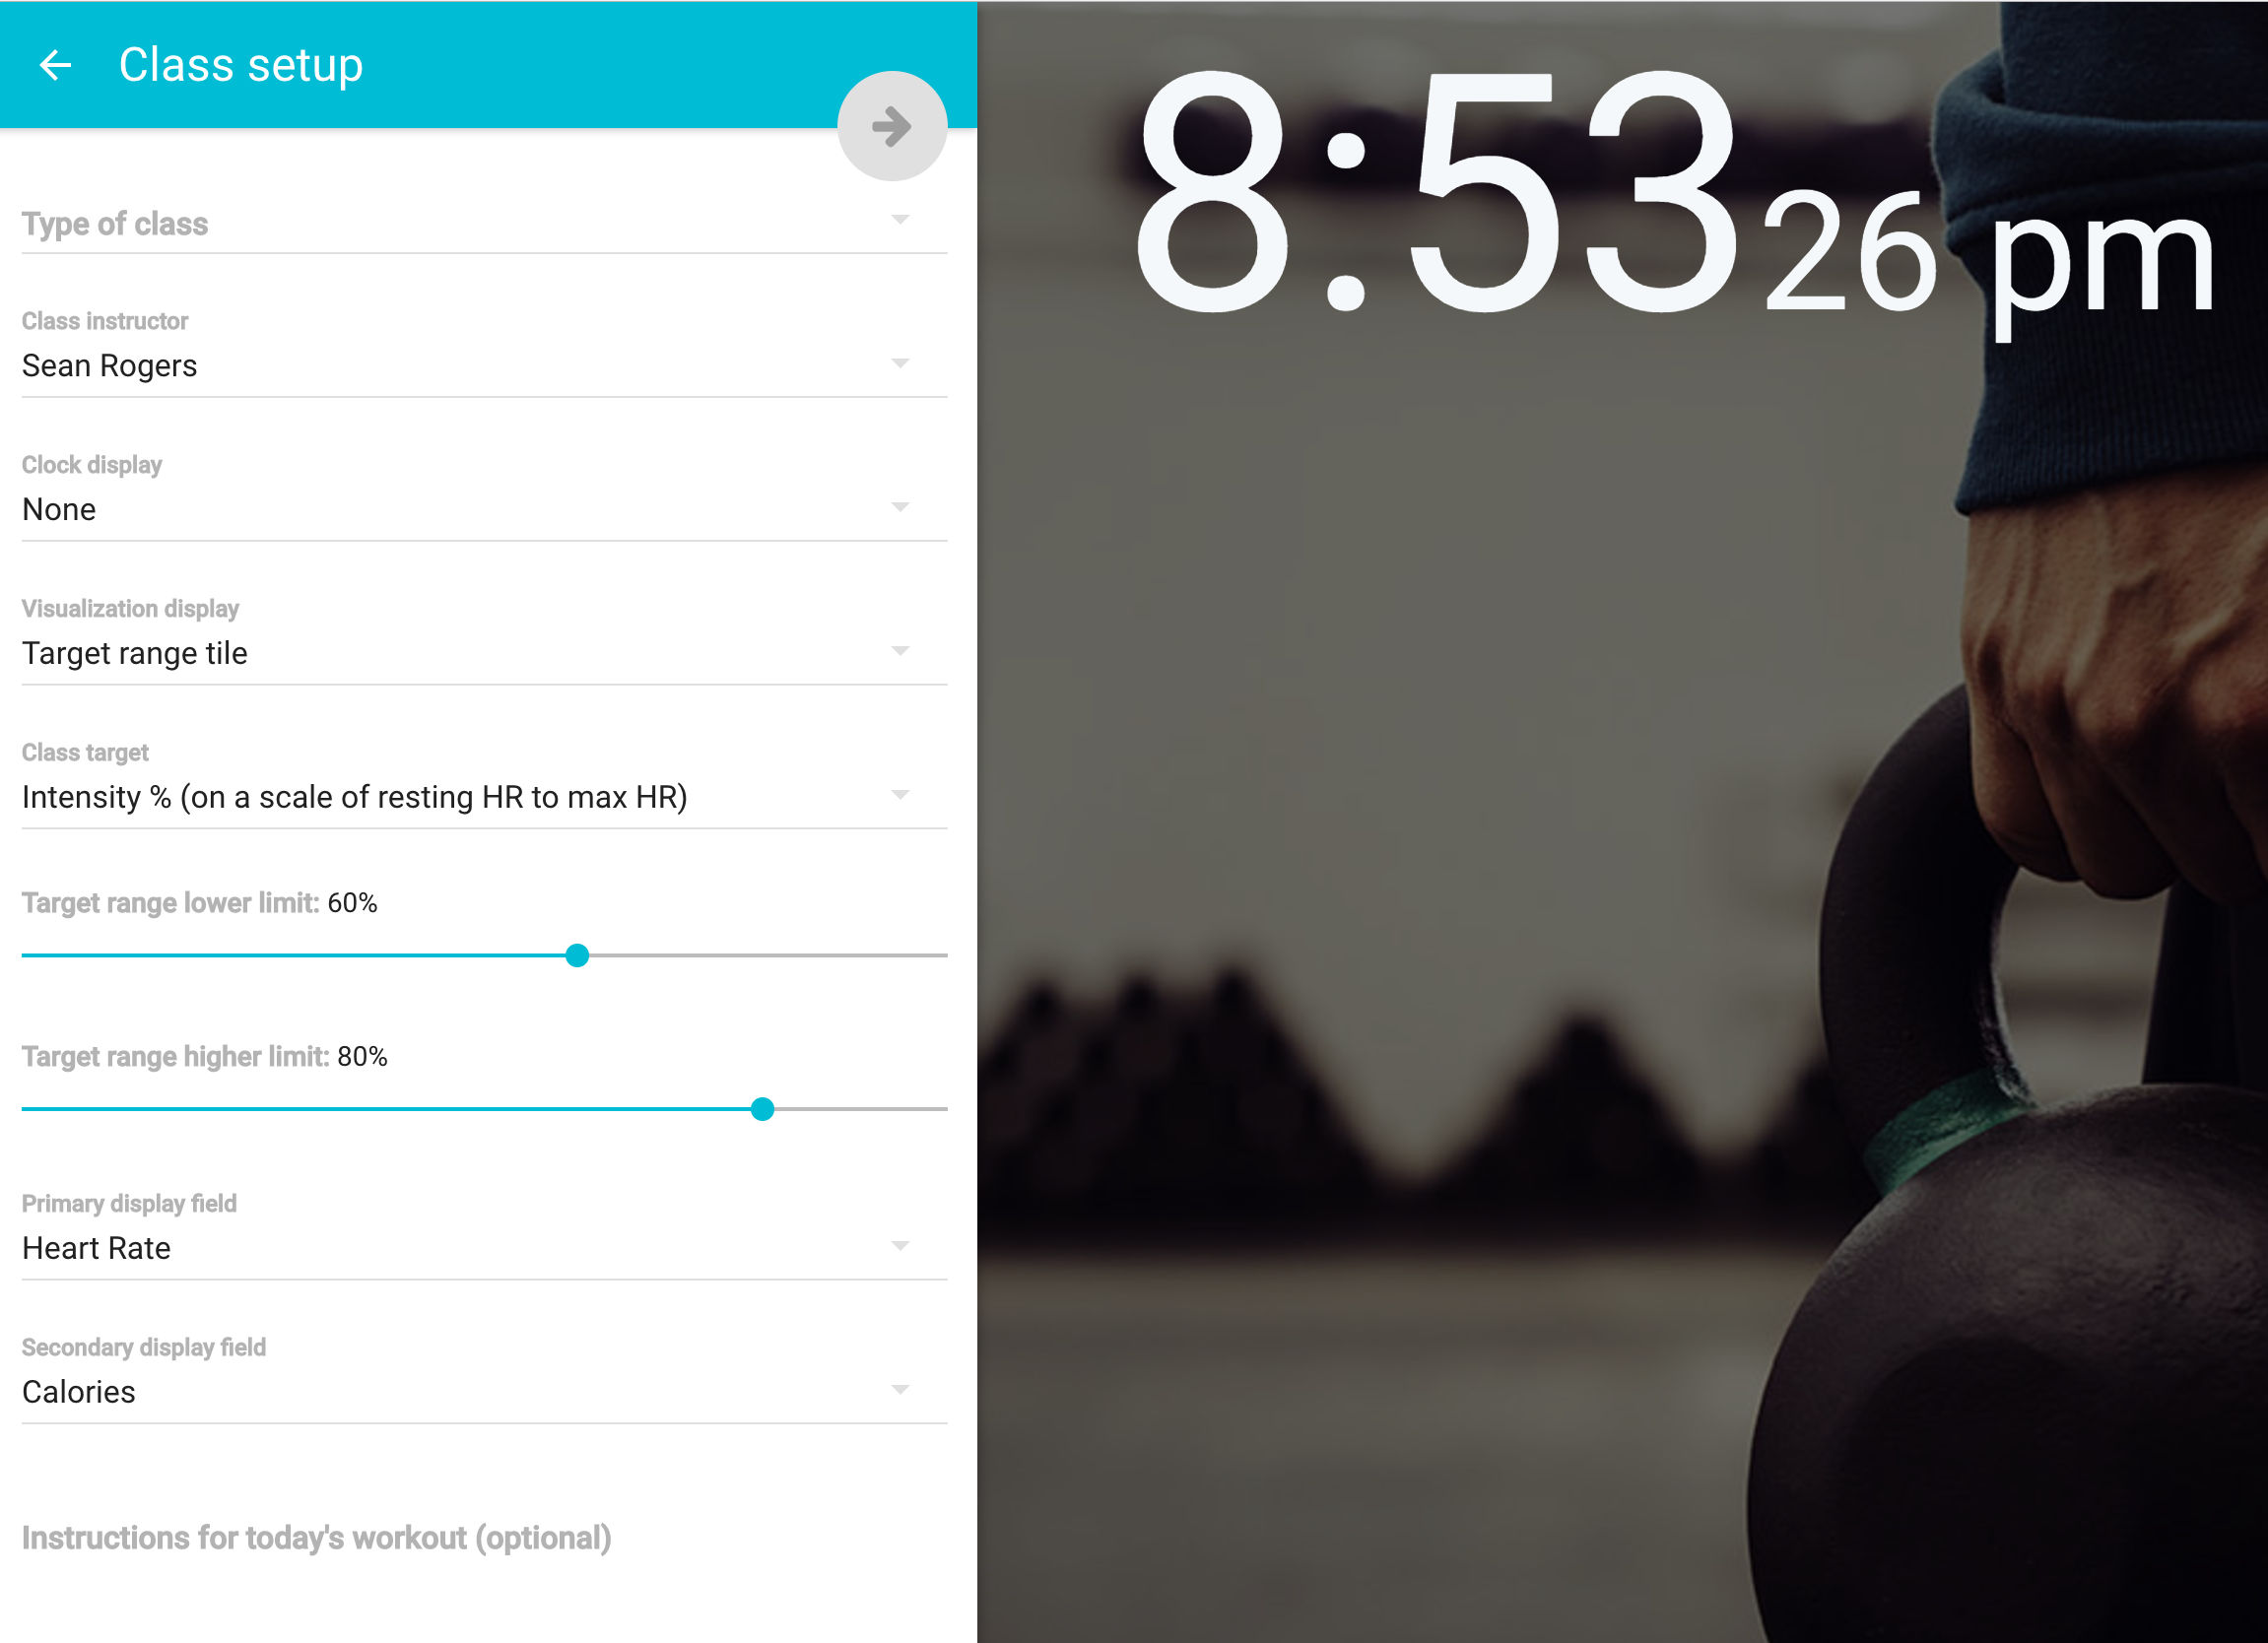 Class setup
Type of class
Class instructor
Sean Rogers
Clock display
None
Visualization display
Target range tile
Class target
Intensity % (on a scale of resting HR to max HR)
Target range lower limit: 60%
Target range higher limit: 80%
Primary display field
Heart Rate
Secondary display field
Calories
Instructions for today's workout (optional)
8:53 26 pm